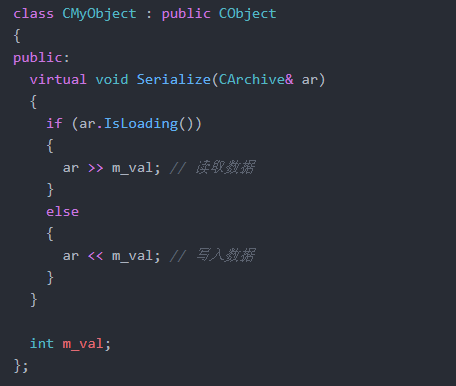 class CMyObject : public CObject
{
public:
  virtual void Serialize(CArchive& ar)
  {
    if (ar.IsLoading())
    {
      ar >> m_val; // 读取数据
    }
    else
    {
      ar << m_val; // 写入数据
    }
  }

  int m_val;
};